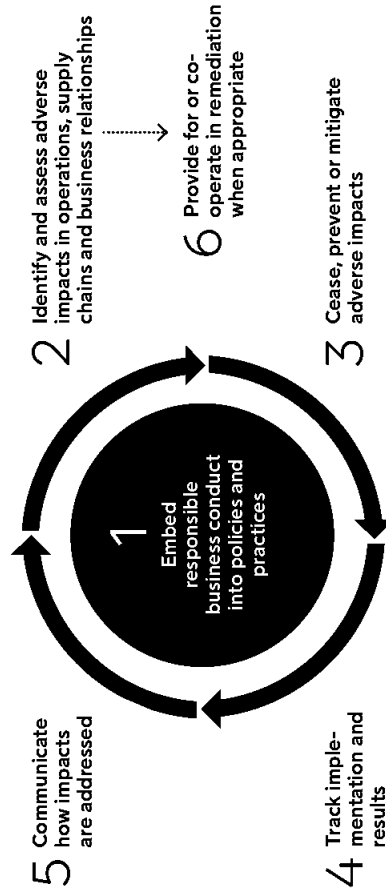 1
Embed
responsible
business conduct
into policies and
practices
2
Identify and assess adverse
impacts in operations, supply
chains and business relationships
3
Cease, prevent or mitigate
adverse impacts
4
Track imple-
mentation and
results
5
Communicate
how impacts
are addressed
6
Provide for or co-
operate in remediation
when appropriate